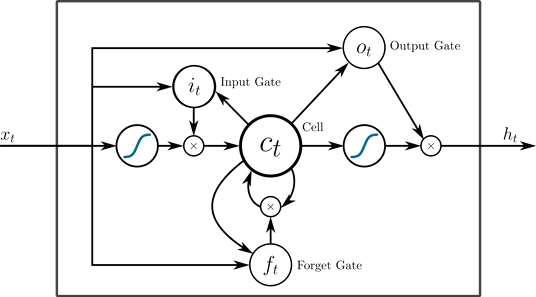 o_t
Output Gate
i_t
Input Gate
Cell
x_t
×
c_t
×
h_t
×
f_t
Forget Gate